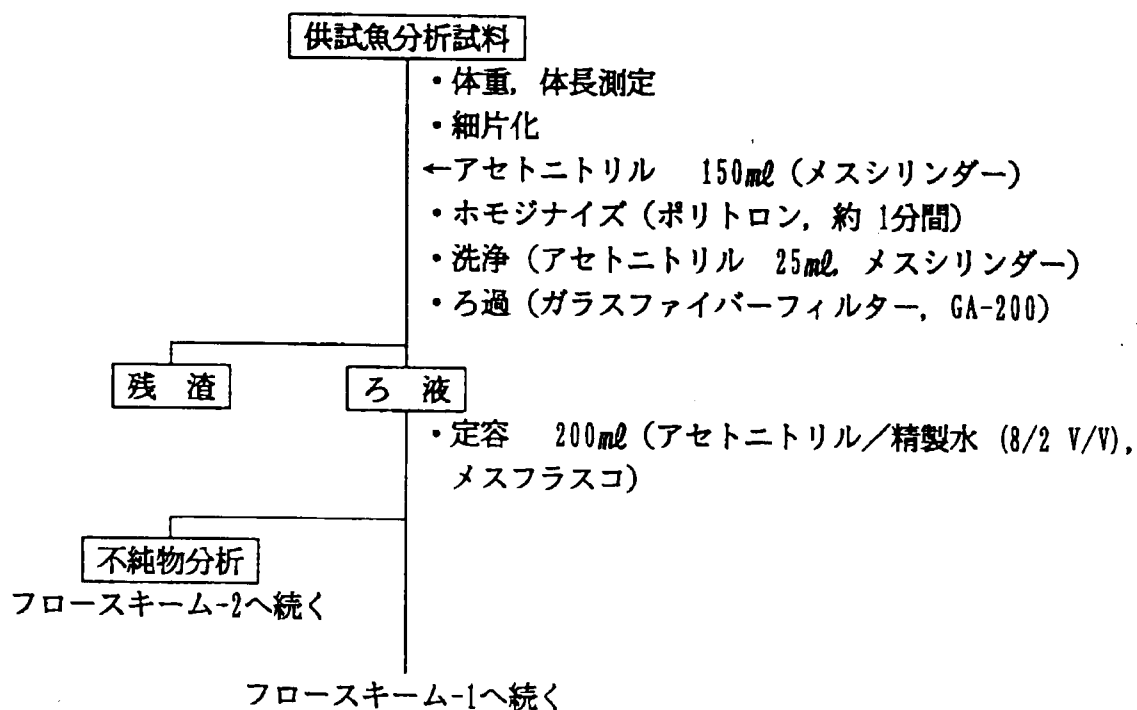 供試魚分析試料
・体重, 体長測定
・細片化
←アセトニトリル 150mℓ (メスシリンダー)
・ホモジナイズ (ポリトロン, 約 1分間)
・洗浄 (アセトニトリル 25mℓ, メスシリンダー)
・ろ過 (ガラスファイバーフィルター, GA-200)
残 渣
ろ 液
・定容 200mℓ (アセトニトリル/精製水 (8/2 V/V),
メスフラスコ)
不純物分析
フロースキーム-2へ続く
フロースキーム-1へ続く